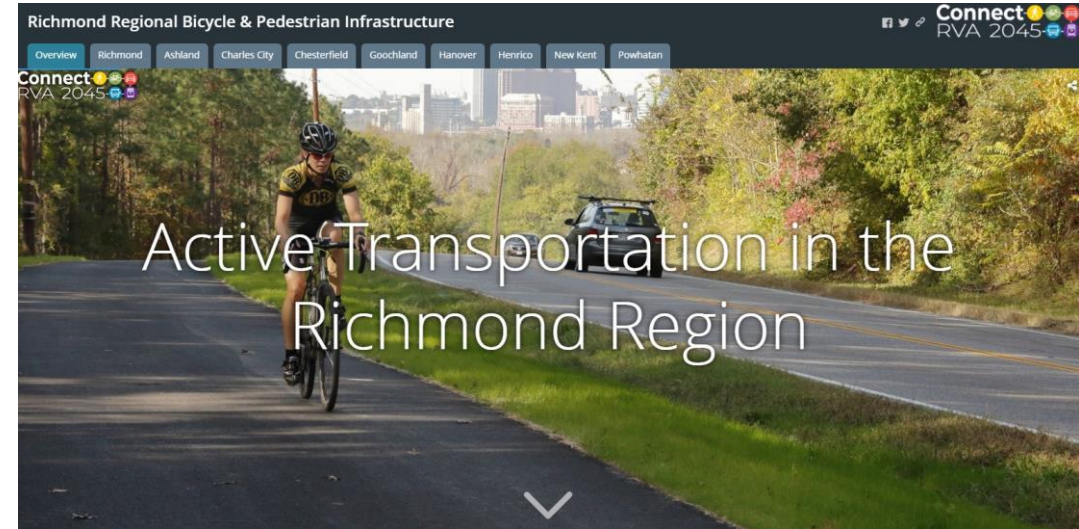 Richmond Regional Bicycle & Pedestrian Infrastructure
Connect
RVA 2045
Overview Richmond Ashland Charles City Chesterfield Goochland Hanover Henrico New Kent Powhatan
Connect
RVA 2045
Active Transportation in the
Richmond Region